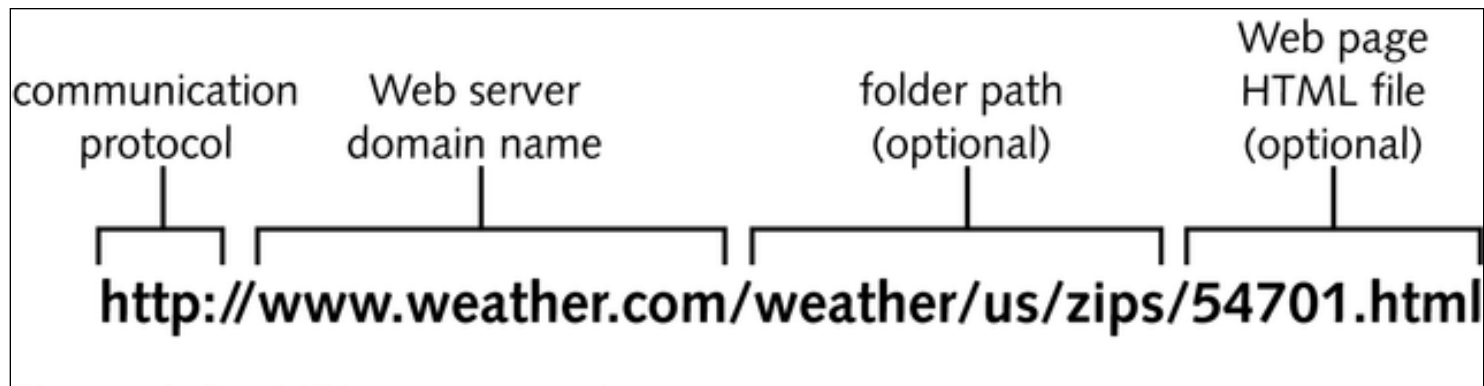 communication
protocol
Web server
domain name
folder path
(optional)
Web page
HTML file
(optional)
http://www.weather.com/weather/us/zips/54701.html